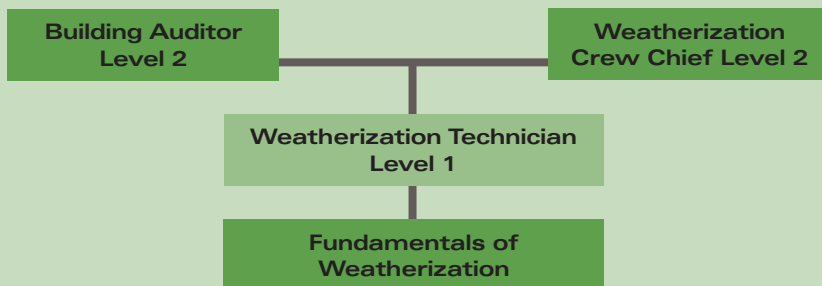 Building Auditor
Level 2
Weatherization
Crew Chief Level 2
Weatherization Technician
Level 1
Fundamentals of
Weatherization